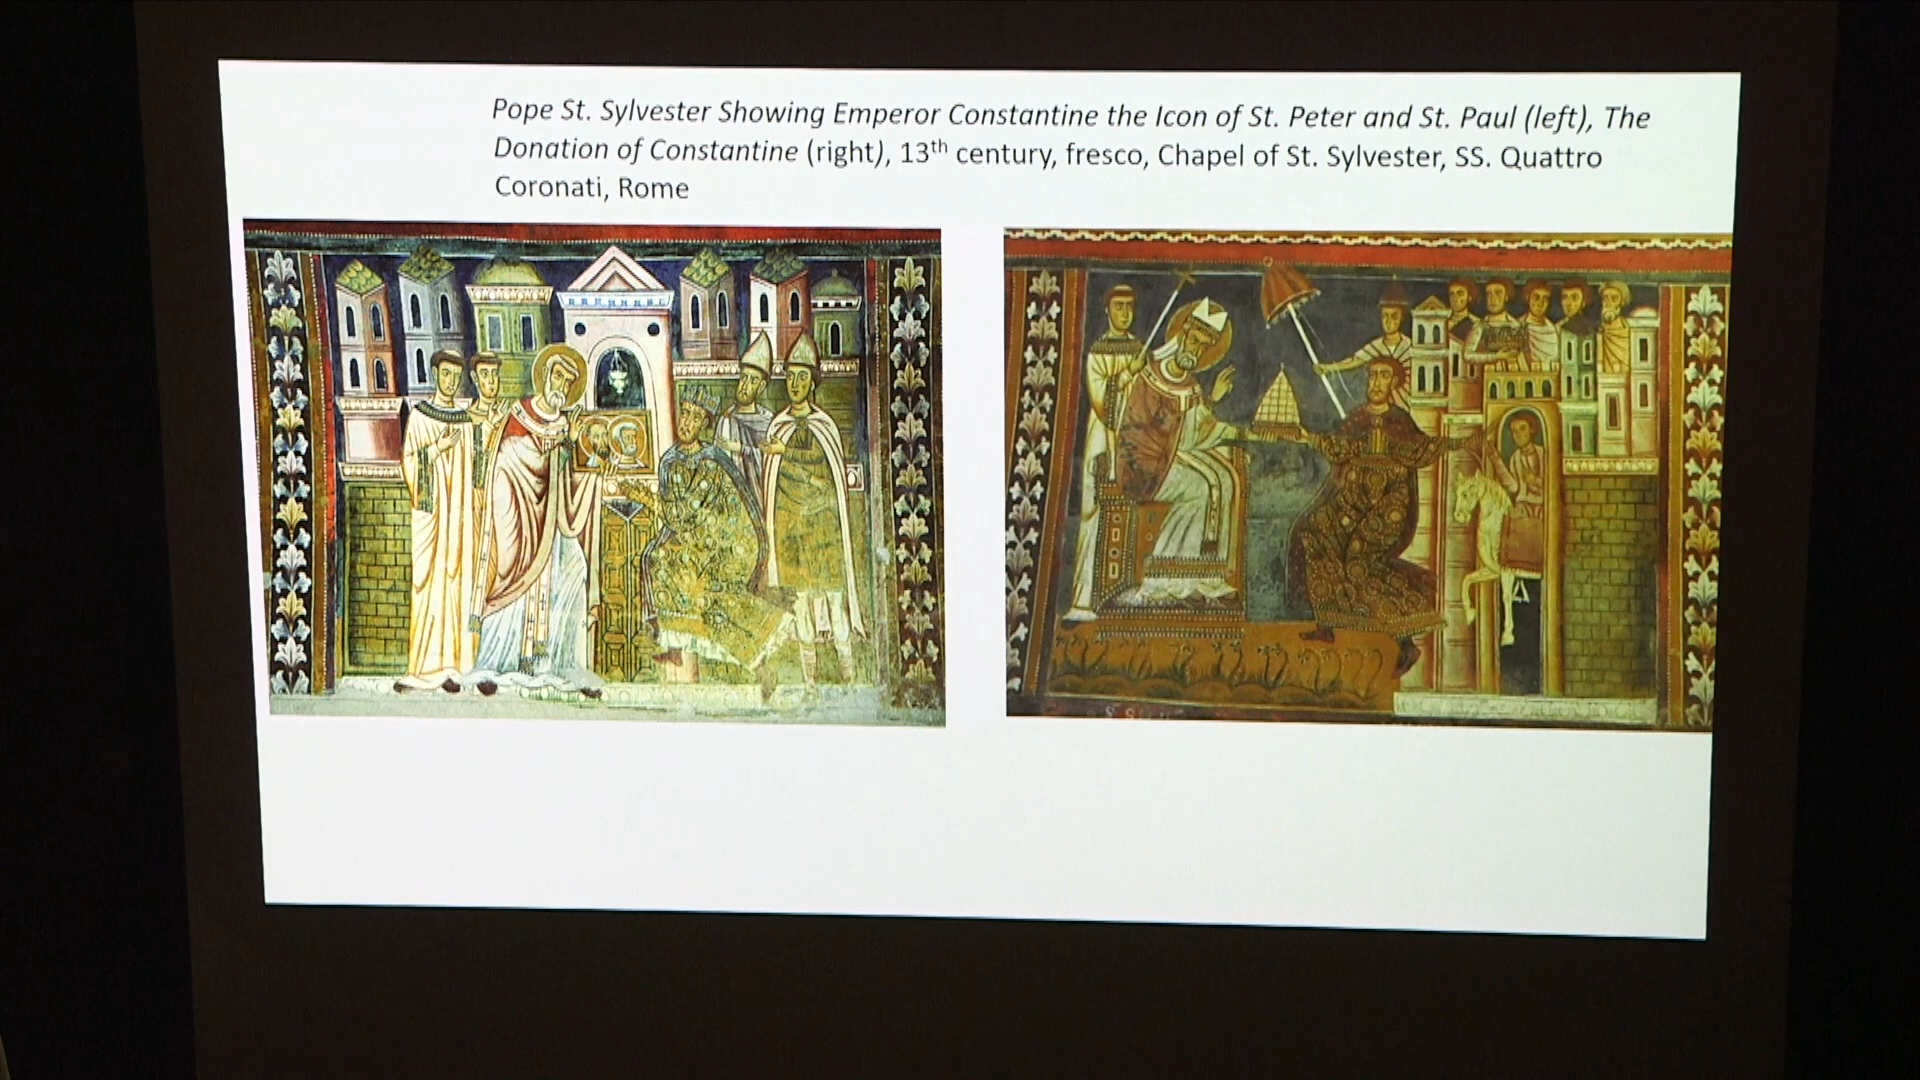 Pope St. Sylvester Showing Emperor Constantine the Icon of St. Peter and St. Paul (left), The
Donation of Constantine (right), 13th century, fresco, Chapel of St. Sylvester, SS. Quattro
Coronati, Rome